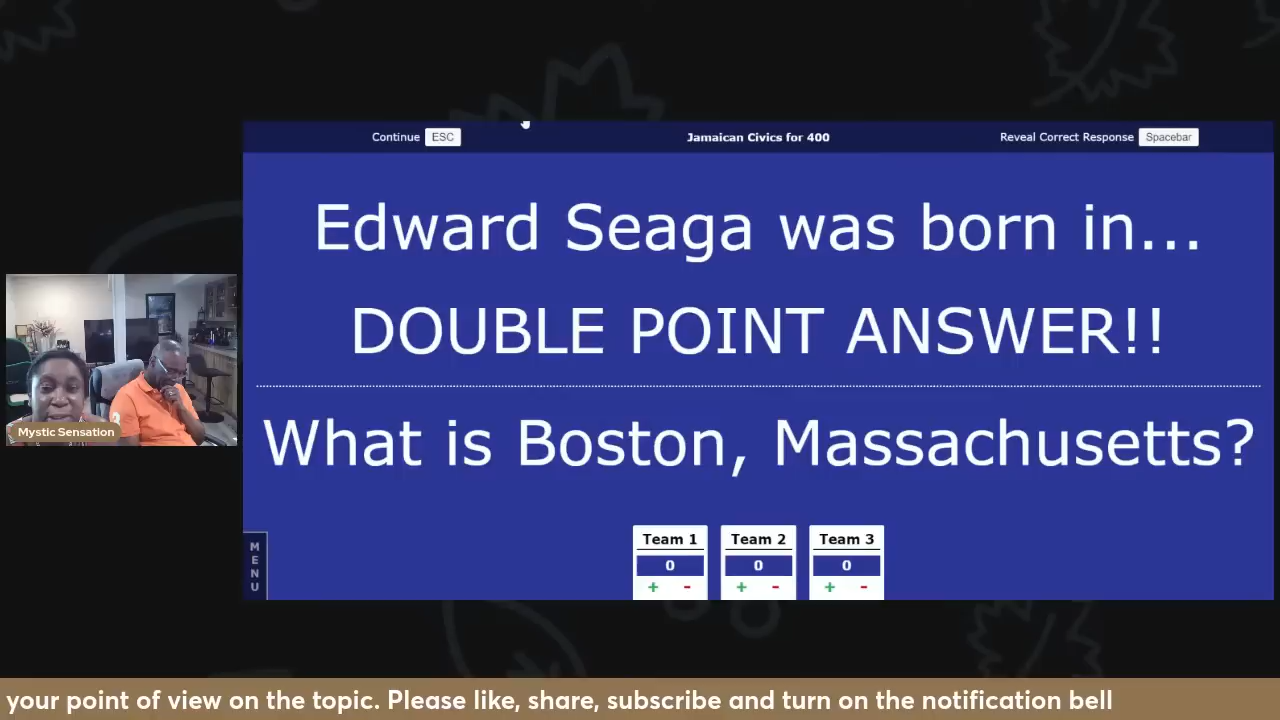 Continue ESC
Jamaican Civics for 400
Reveal Correct Response Spacebar
Edward Seaga was born in...
DOUBLE POINT ANSWER!!
What is Boston, Massachusetts?
Mystic Sensation
MENU
Team 1 Team 2 Team 3
0 0 0
+ - + - + -
your point of view on the topic. Please like, share, subscribe and turn on the notification bell